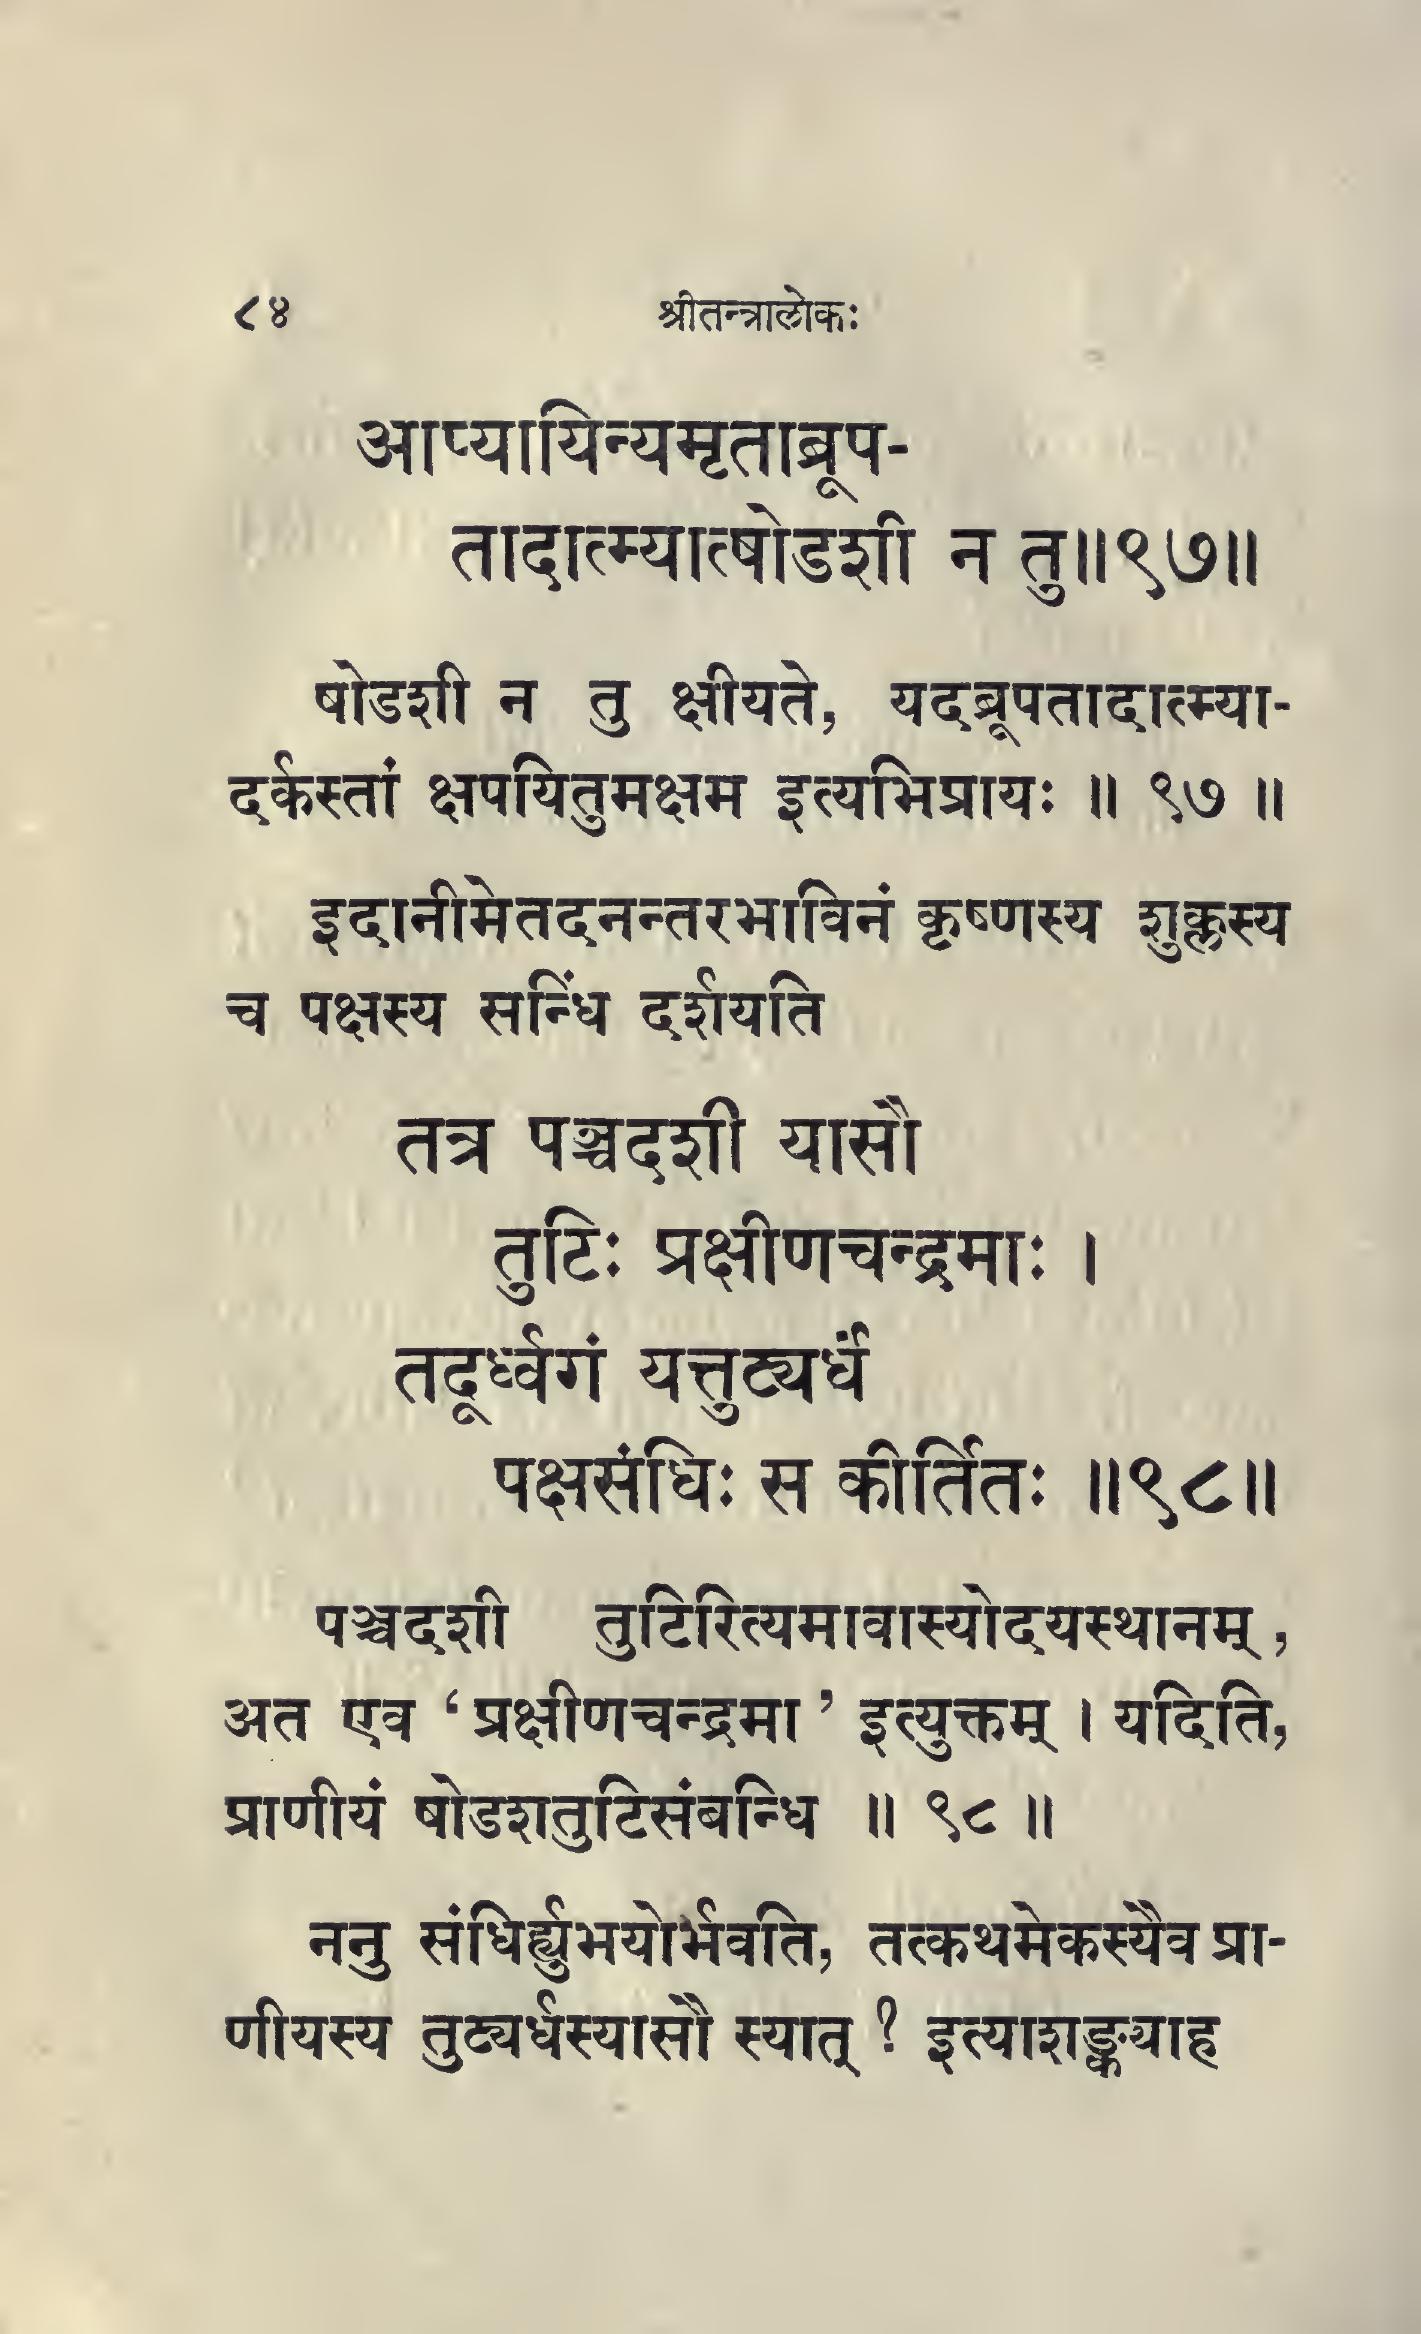 ८४ श्रीतन्त्रालोकः
आप्यायिन्यमृताब्रूप-
तादात्म्यात्षोडशी न तु॥९७॥
षोडशी न तु क्षीयते, यदब्रूपतादात्म्या-
दर्कस्तां क्षपयितुमक्षम इत्यभिप्रायः ॥ ९७ ॥
इदानीमेतदनन्तरभाविनं कृष्णस्य शुक्लस्य
च पक्षस्य सन्धिं दर्शयति
तत्र पञ्चदशी यासौ
तुटिः प्रक्षीणचन्द्रमाः ।
तदूर्ध्वगं यत्तुट्यर्धं
पक्षसंधिः स कीर्तितः ॥९८॥
पञ्चदशी तुटिरित्यमावास्योदयस्थानम्,
अत एव ‘प्रक्षीणचन्द्रमा’ इत्युक्तम् । यदिति,
प्राणीयं षोडशतुटिसंबन्धि ॥ ९८ ॥
ननु संधिर्ह्युभयोर्भवति, तत्कथमेकस्यैव प्रा-
णीयस्य तुट्यर्धस्यासौ स्यात् ? इत्याशङ्क्याह